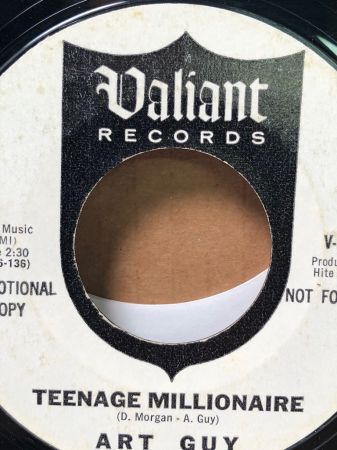 Valiant
RECORDS
Music
MI)
2:30
6-136)
OTIONAL
OPY
V-
Produ
Hite
NOT FO
TEENAGE MILLIONAIRE
(D. Morgan - A. Guy)
ART GUY